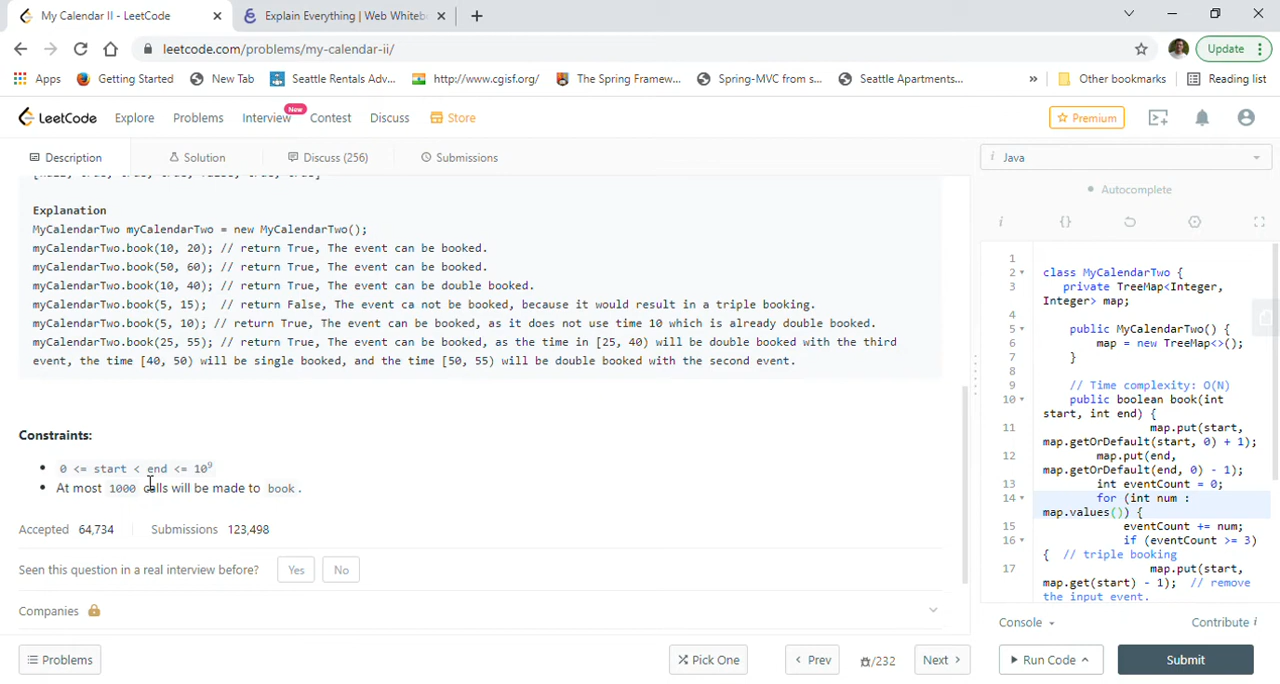 My Calendar II - LeetCode
Explain Everything | Web Whiteb
leetcode.com/problems/my-calendar-ii/
Update
Apps Getting Started New Tab Seattle Rentals Adv... http://www.cgisf.org/ The Spring Framew... Spring-MVC from s... Seattle Apartments... » Other bookmarks Reading list
LeetCode Explore Problems Interview New Contest Discuss Store Premium
Description Solution Discuss (256) Submissions
i Java
Autocomplete
[null, true, true, true, false, true, true]
Explanation
MyCalendarTwo myCalendarTwo = new MyCalendarTwo();
myCalendarTwo.book(10, 20); // return True, The event can be booked.
myCalendarTwo.book(50, 60); // return True, The event can be booked.
myCalendarTwo.book(10, 40); // return True, The event can be double booked.
myCalendarTwo.book(5, 15);  // return False, The event ca not be booked, because it would result in a triple booking.
myCalendarTwo.book(5, 10); // return True, The event can be booked, as it does not use time 10 which is already double booked.
myCalendarTwo.book(25, 55); // return True, The event can be booked, as the time in [25, 40) will be double booked with the third
event, the time [40, 50) will be single booked, and the time [50, 55) will be double booked with the second event.
Constraints:
• 0 <= start < end <= 10⁹
• At most 1000 calls will be made to book.
Accepted 64,734 Submissions 123,498
Seen this question in a real interview before? Yes No
Companies
Problems Pick One < Prev /232 Next >
1
2 class MyCalendarTwo {
3 private TreeMap<Integer,
Integer> map;
4
5 public MyCalendarTwo() {
6 map = new TreeMap<>();
7 }
8
9 // Time complexity: O(N)
10 public boolean book(int
start, int end) {
11 map.put(start,
map.getOrDefault(start, 0) + 1);
12 map.put(end,
map.getOrDefault(end, 0) - 1);
13 int eventCount = 0;
14 for (int num :
map.values()) {
15 eventCount += num;
16 if (eventCount >= 3)
{  // triple booking
17 map.put(start,
map.get(start) - 1);  // remove
the input event.
Console Contribute i
Run Code Submit